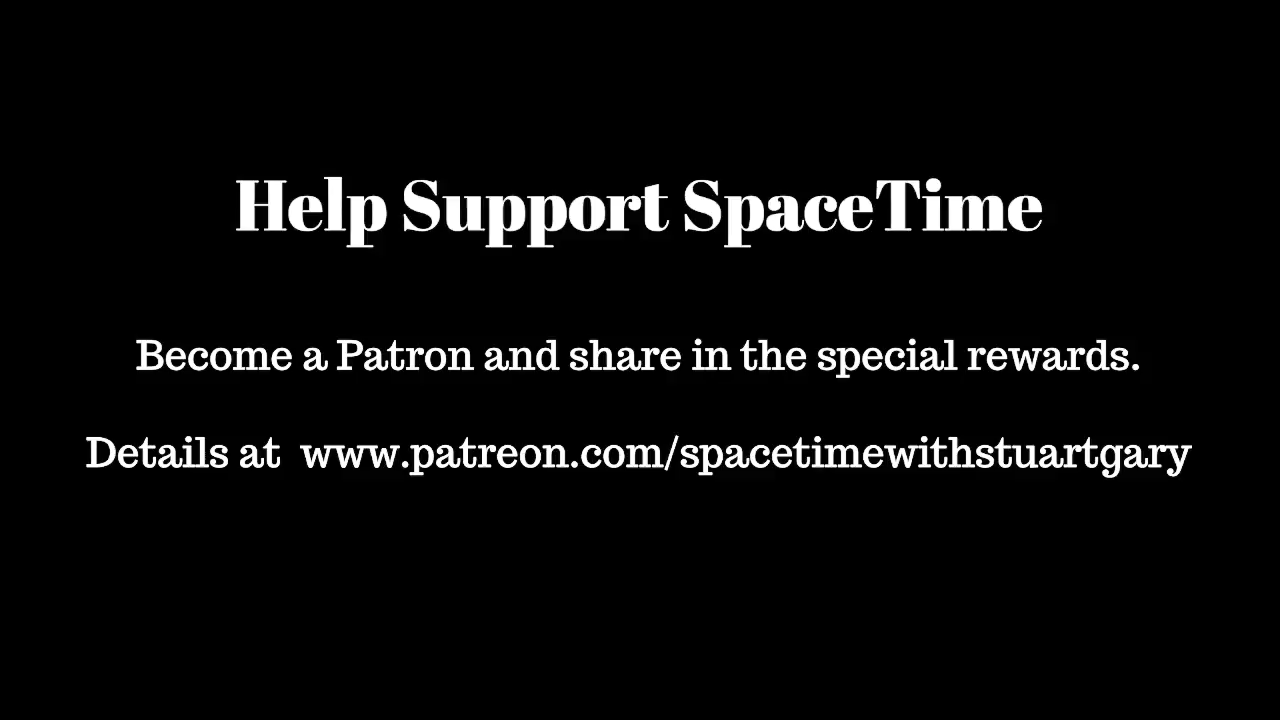 Help Support SpaceTime
Become a Patron and share in the special rewards.
Details at  www.patreon.com/spacetimewithstuartgary